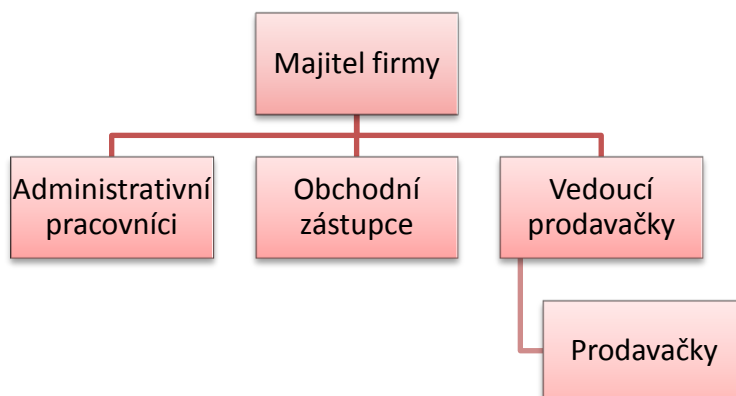 Majitel firmy
Administrativní
pracovníci
Obchodní
zástupce
Vedoucí
prodavačky
Prodavačky